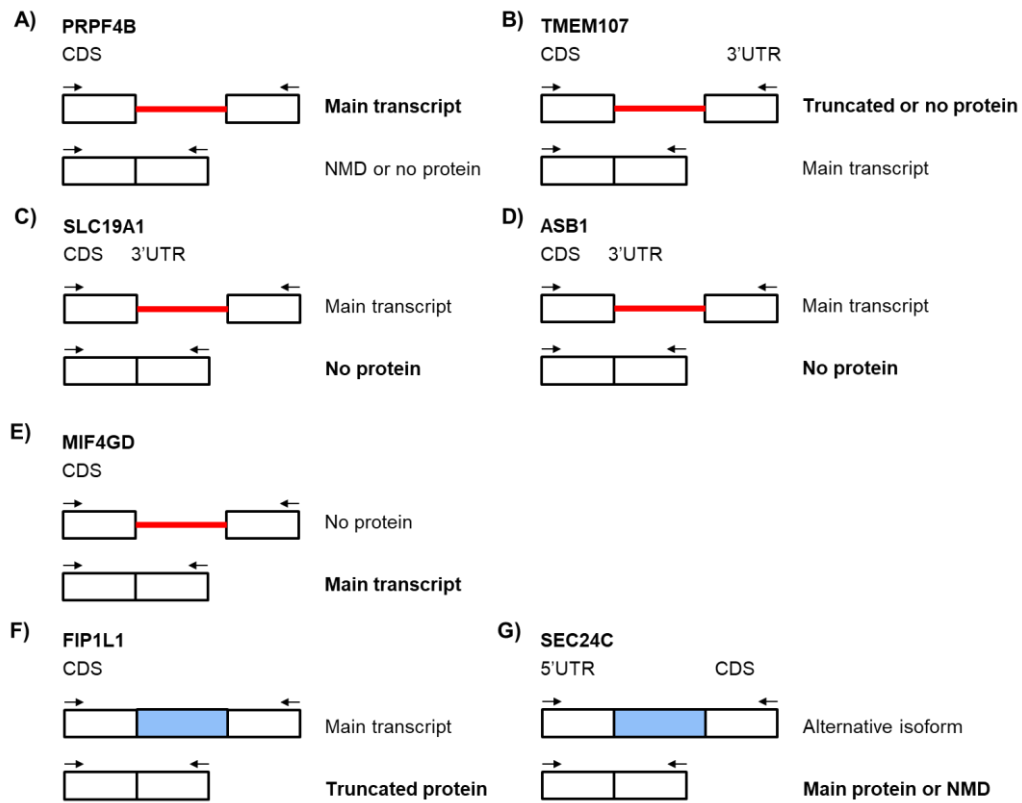 A)
PRPF4B
CDS
Main transcript
NMD or no protein
B)
TMEM107
CDS 3’UTR
Truncated or no protein
Main transcript
C)
SLC19A1
CDS 3’UTR
Main transcript
No protein
D)
ASB1
CDS 3’UTR
Main transcript
No protein
E)
MIF4GD
CDS
No protein
Main transcript
F)
FIP1L1
CDS
Main transcript
Truncated protein
G)
SEC24C
5’UTR CDS
Alternative isoform
Main protein or NMD